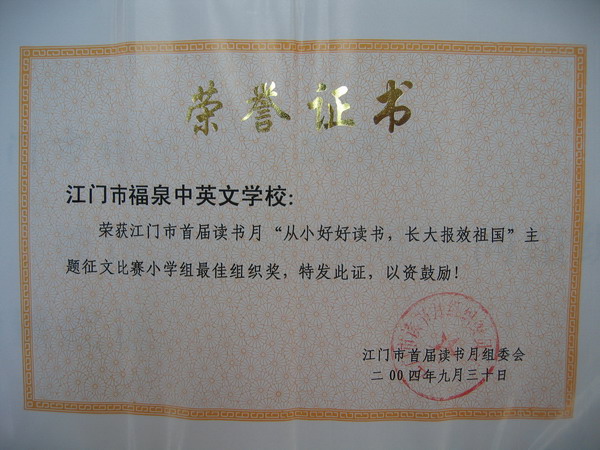 荣誉证书
江门市福泉中英文学校：
荣获江门市首届读书月“从小好好读书，长大报效祖国”主
题征文比赛小学组最佳组织奖，特发此证，以资鼓励！
江门市首届读书月组委会
二00四年九月三十日